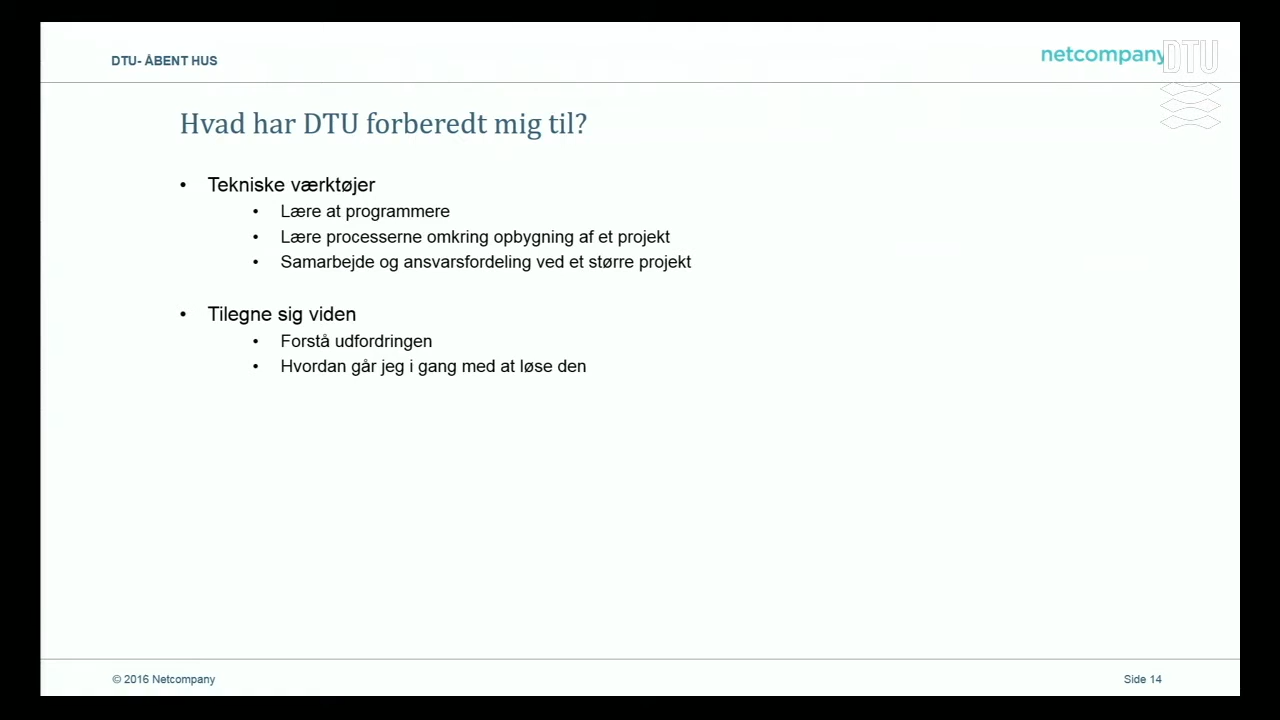 DTU- ÅBENT HUS
netcompany
DTU
Hvad har DTU forberedt mig til?
• Tekniske værktøjer
• Lære at programmere
• Lære processerne omkring opbygning af et projekt
• Samarbejde og ansvarsfordeling ved et større projekt
• Tilegne sig viden
• Forstå udfordringen
• Hvordan går jeg i gang med at løse den
© 2016 Netcompany
Side 14